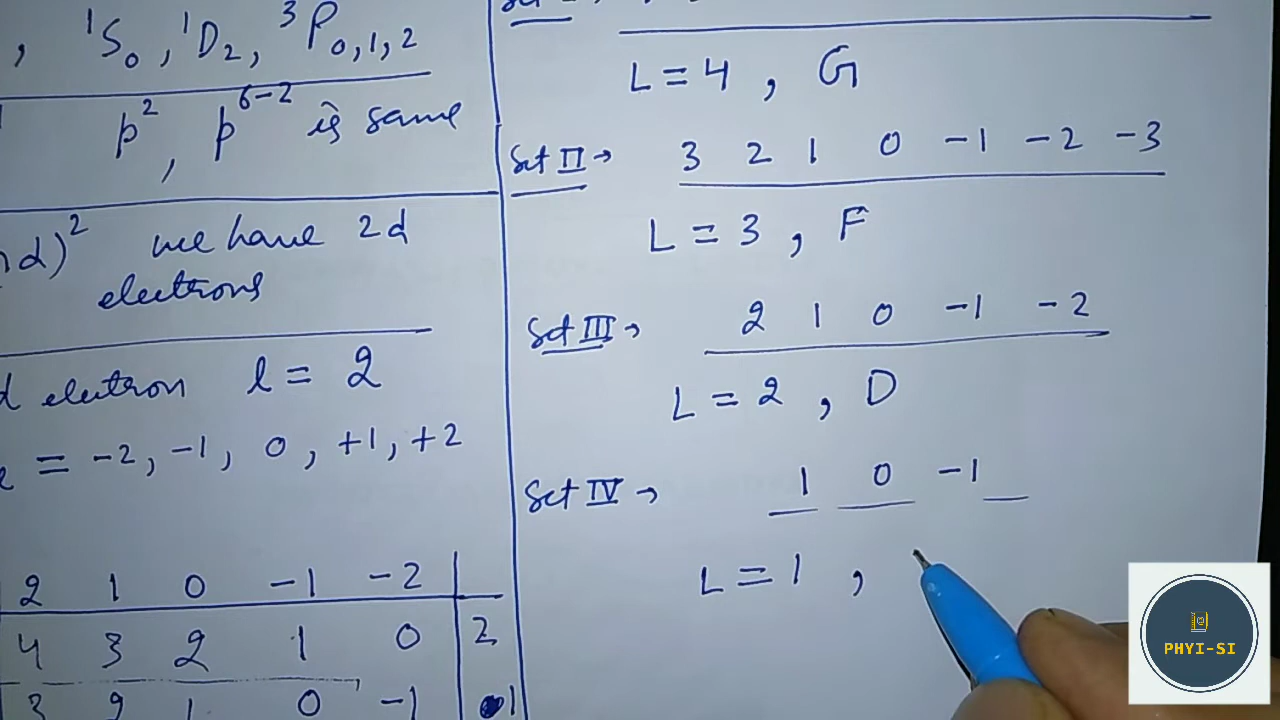 , ¹S₀, ¹D₂, ³P₀,₁,₂
p², p⁶⁻² is same
d)² we have 2d
electrons
d electron l = 2
= -2, -1, 0, +1, +2
2 1 0 -1 -2
4 3 2 1 0 2
3 2 1 0 -1 1
L = 4, G
Set II → 3 2 1 0 -1 -2 -3
L = 3, F
Set III → 2 1 0 -1 -2
L = 2, D
Set IV → 1 0 -1
L = 1,
PHYI-SI